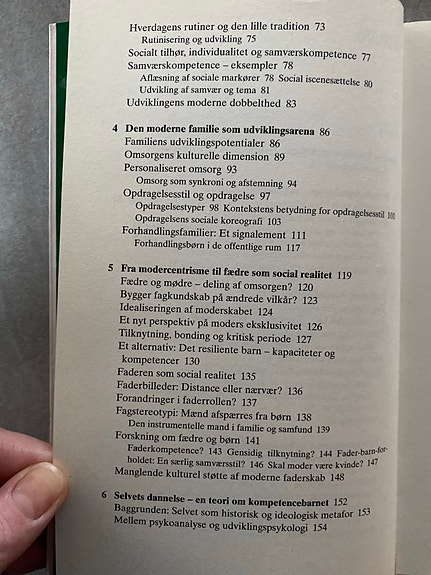 Hverdagens rutiner og den lille tradition 73
Rutinisering og udvikling 75
Socialt tilhør, individualitet og samværskompetence 77
Samværskompetence – eksempler 78
Aflæsning af sociale markører 78 Social iscenesættelse 80
Udvikling af samvær og tema 81
Udviklingens moderne dobbelthed 83
4 Den moderne familie som udviklingsarena 86
Familiens udviklingspotentialer 86
Omsorgens kulturelle dimension 89
Personaliseret omsorg 93
Omsorg som synkroni og afstemning 94
Opdragelsesstil og opdragelse 97
Opdragelsestyper 98 Kontekstens betydning for opdragelsesstil 101
Opdragelsens sociale koreografi 103
Forhandlingsfamilier: Et signalement 111
Forhandlingsbørn i de offentlige rum 117
5 Fra modercentrisme til fædre som social realitet 119
Fædre og mødre – deling af omsorgen? 120
Bygger fagkundskab på ændrede vilkår? 123
Idealiseringen af moderskabet 124
Et nyt perspektiv på moders eksklusivitet 126
Tilknytning, bonding og kritisk periode 127
Et alternativ: Det resiliente barn – kapaciteter og
kompetencer 130
Faderen som social realitet 135
Faderbilleder: Distance eller nærvær? 136
Forandringer i faderrollen? 137
Fagstereotypi: Mænd afspærres fra børn 138
Den instrumentelle mand i familie og samfund 139
Forskning om fædre og børn 141
Faderkompetence? 143 Gensidig tilknytning? 144 Fader-barn-for-
holdet: En særlig samværsstil? 146 Skal moder være kvinde? 147
Manglende kulturel støtte af moderne faderskab 148
6 Selvets dannelse – en teori om kompetencebarnet 152
Baggrunden: Selvet som historisk og ideologisk metafor 153
Mellem psykoanalyse og udviklingspsykologi 154